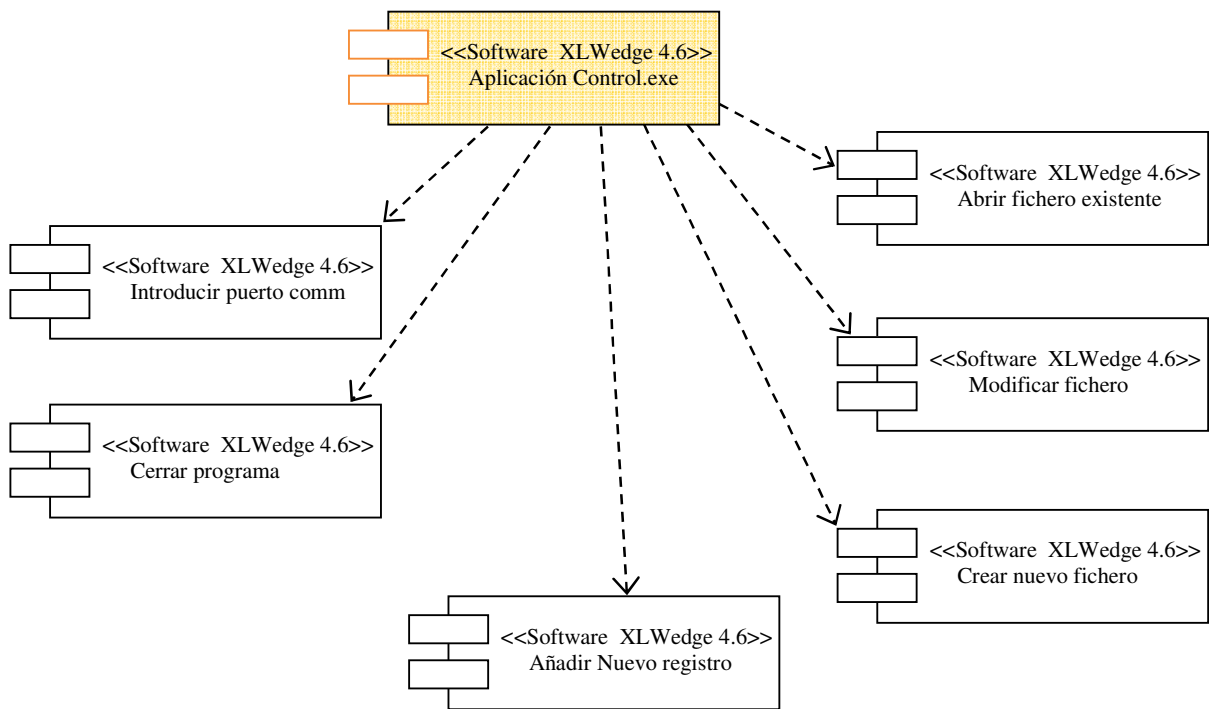 <<Software XLWedge 4.6>>
Aplicación Control.exe
<<Software XLWedge 4.6>>
Abrir fichero existente
<<Software XLWedge 4.6>>
Introducir puerto comm
<<Software XLWedge 4.6>>
Modificar fichero
<<Software XLWedge 4.6>>
Cerrar programa
<<Software XLWedge 4.6>>
Crear nuevo fichero
<<Software XLWedge 4.6>>
Añadir Nuevo registro